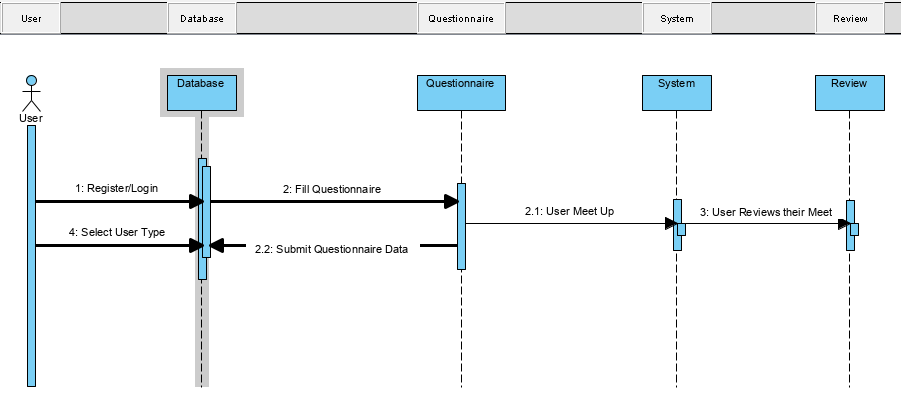 User
Database
Questionnaire
System
Review
Database
Questionnaire
System
Review
User
1: Register/Login
2: Fill Questionnaire
2.1: User Meet Up
3: User Reviews their Meet
4: Select User Type
2.2: Submit Questionnaire Data